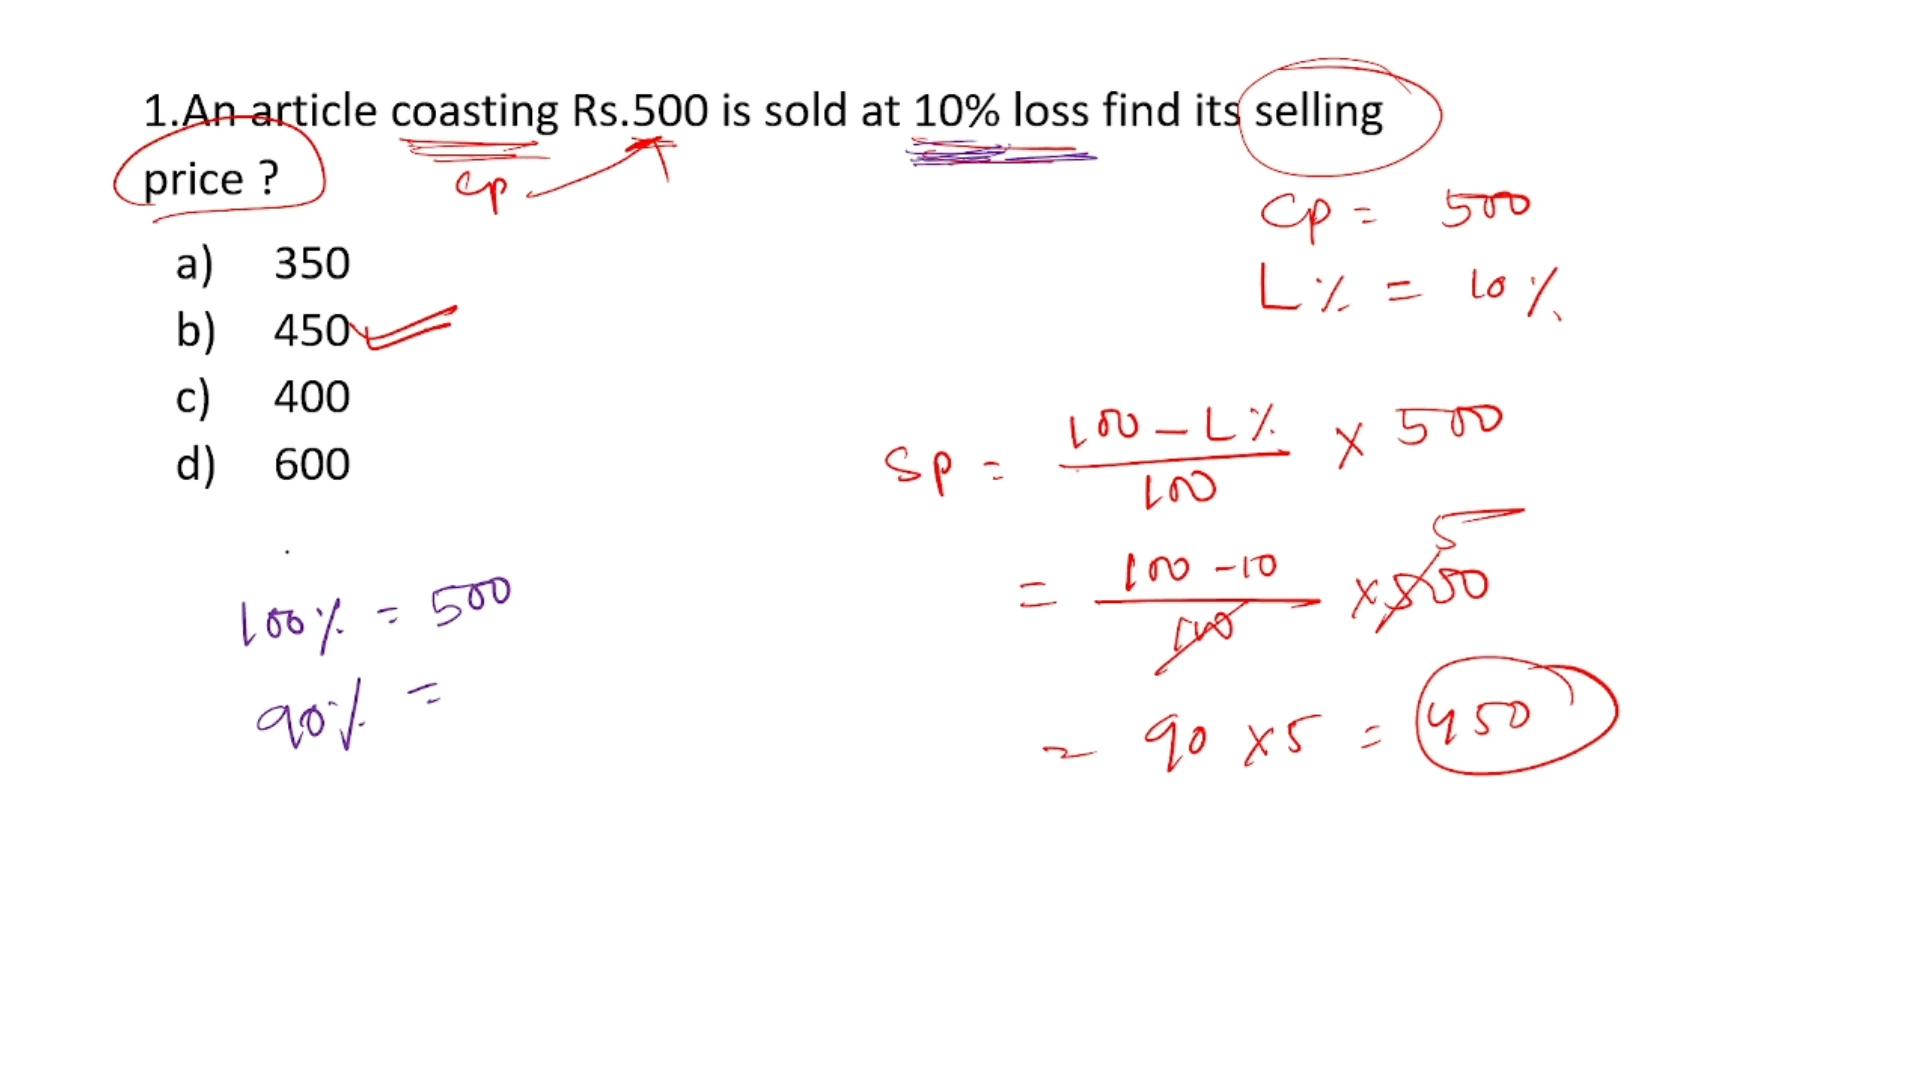 1.An article coasting Rs.500 is sold at 10% loss find its selling
price ?
Cp
Cp = 500
L% = 10%
a) 350
b) 450
c) 400
d) 600
Sp = 100 - L% / 100 × 500
= 100 - 10 / 100 × 500 5
= 90 × 5 = 450
100% = 500
90% =